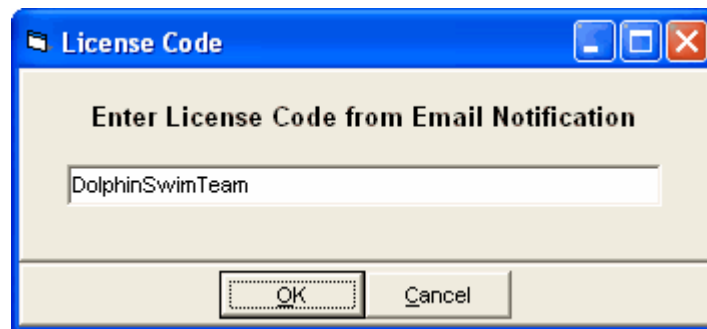 License Code
Enter License Code from Email Notification
DolphinSwimTeam
OK
Cancel